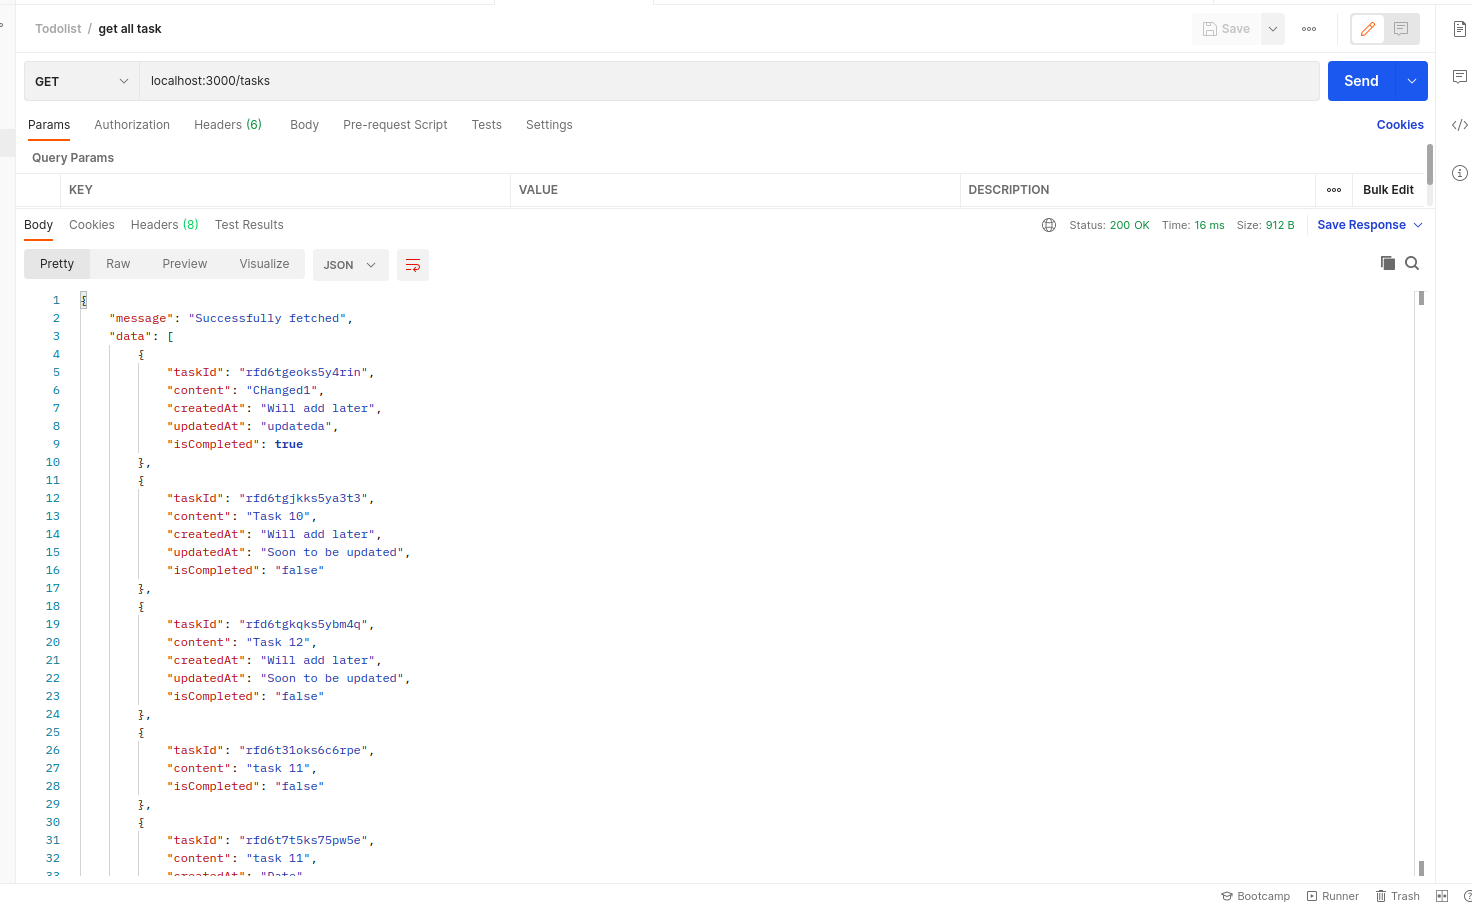 Todolist / get all task
Save
GET localhost:3000/tasks Send
Params Authorization Headers (6) Body Pre-request Script Tests Settings Cookies
Query Params
KEY VALUE DESCRIPTION Bulk Edit
Body Cookies Headers (8) Test Results Status: 200 OK Time: 16 ms Size: 912 B Save Response
Pretty Raw Preview Visualize JSON
1 {
2 "message": "Successfully fetched",
3 "data": [
4 {
5 "taskId": "rfd6tgeoks5y4rin",
6 "content": "CHanged1",
7 "createdAt": "Will add later",
8 "updatedAt": "updateda",
9 "isCompleted": true
10 },
11 {
12 "taskId": "rfd6tgjkks5ya3t3",
13 "content": "Task 10",
14 "createdAt": "Will add later",
15 "updatedAt": "Soon to be updated",
16 "isCompleted": "false"
17 },
18 {
19 "taskId": "rfd6tgkqks5ybm4q",
20 "content": "Task 12",
21 "createdAt": "Will add later",
22 "updatedAt": "Soon to be updated",
23 "isCompleted": "false"
24 },
25 {
26 "taskId": "rfd6t31oks6c6rpe",
27 "content": "task 11",
28 "isCompleted": "false"
29 },
30 {
31 "taskId": "rfd6t7t5ks75pw5e",
32 "content": "task 11",
33 "createdAt": "Date"
Bootcamp Runner Trash